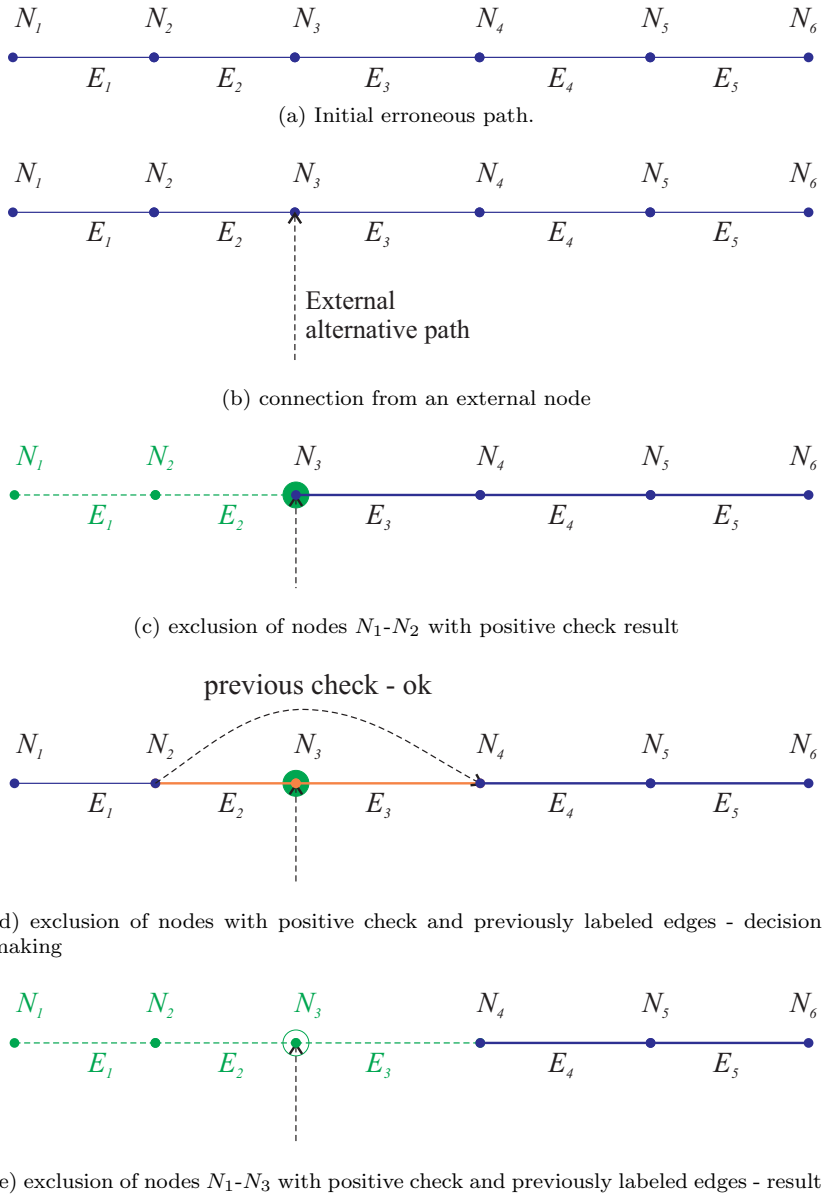 N1 N2 N3 N4 N5 N6
E1 E2 E3 E4 E5
(a) Initial erroneous path.
N1 N2 N3 N4 N5 N6
E1 E2 E3 E4 E5
External
alternative path
(b) connection from an external node
N1 N2 N3 N4 N5 N6
E1 E2 E3 E4 E5
(c) exclusion of nodes N1-N2 with positive check result
previous check - ok
N1 N2 N3 N4 N5 N6
E1 E2 E3 E4 E5
d) exclusion of nodes with positive check and previously labeled edges - decision
naking
N1 N2 N3 N4 N5 N6
E1 E2 E3 E4 E5
e) exclusion of nodes N1-N3 with positive check and previously labeled edges - result